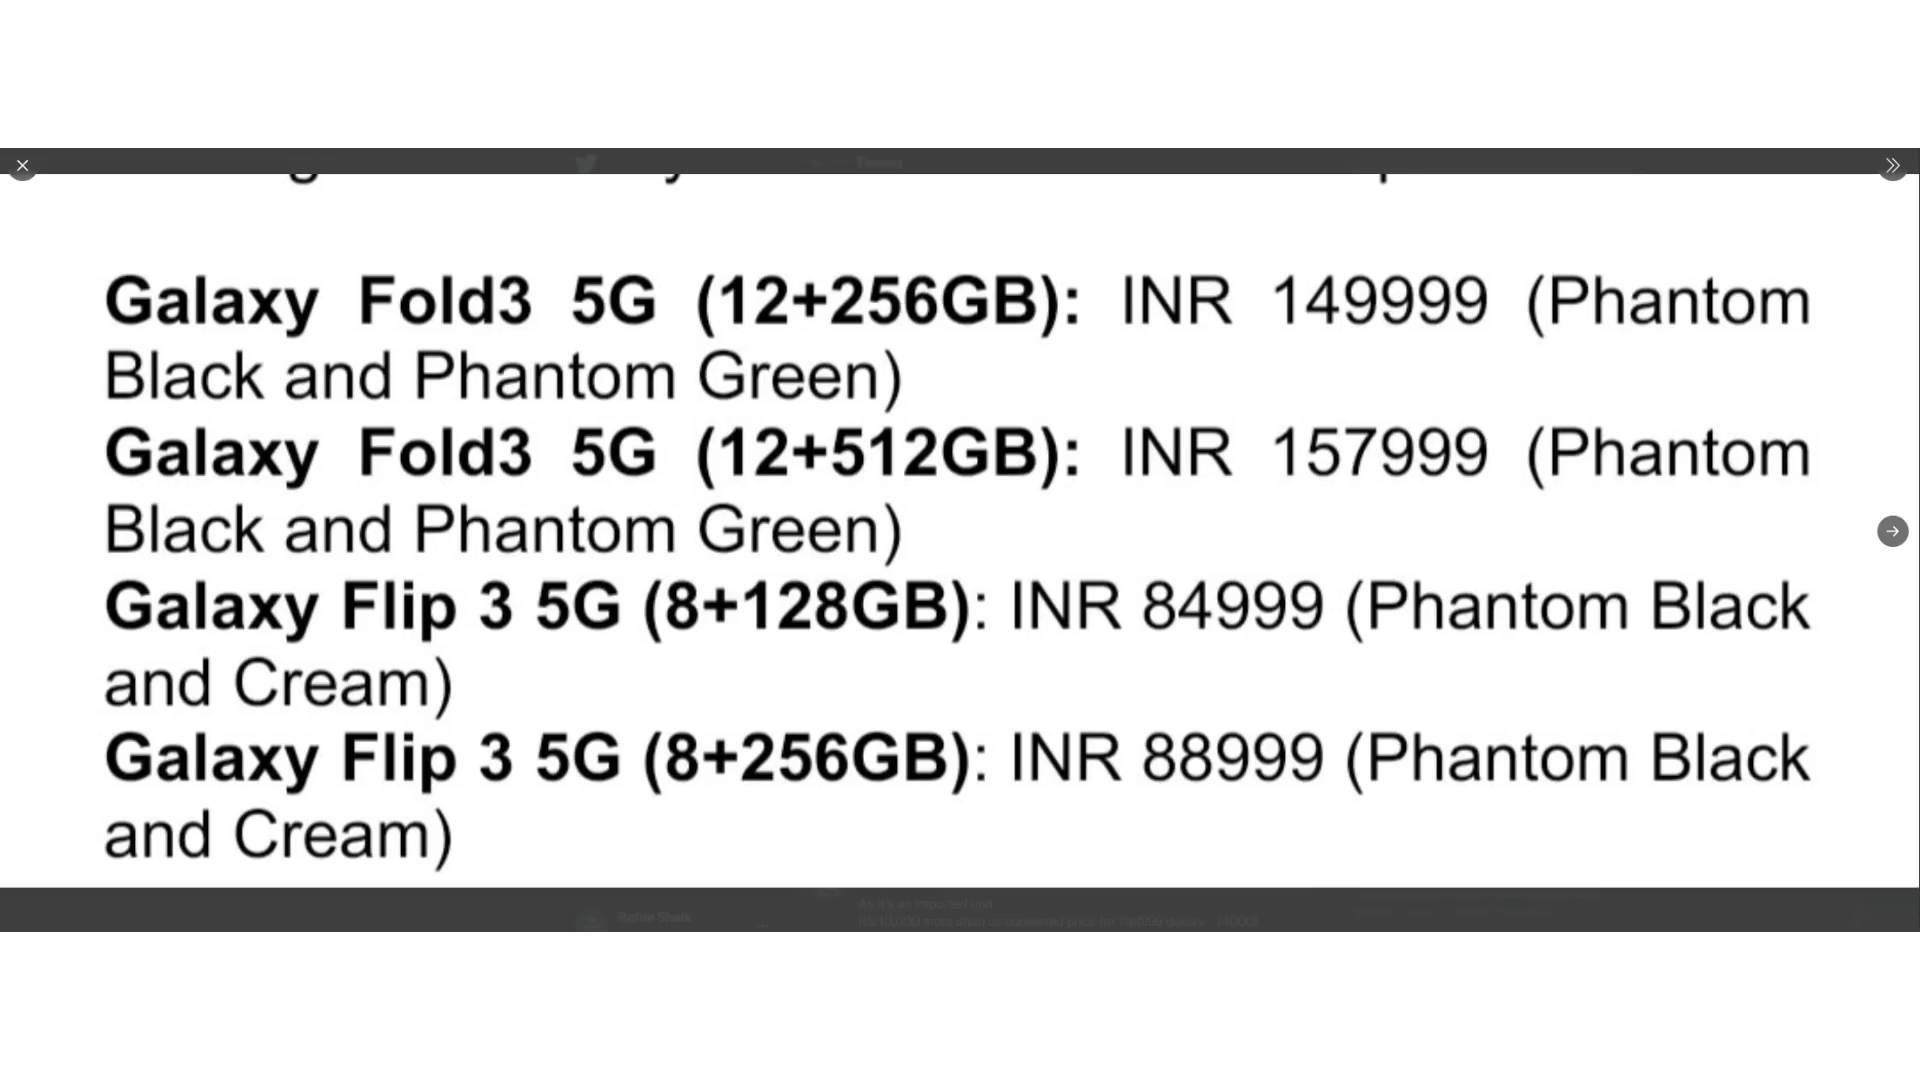 Galaxy Fold3 5G (12+256GB): INR 149999 (Phantom
Black and Phantom Green)
Galaxy Fold3 5G (12+512GB): INR 157999 (Phantom
Black and Phantom Green)
Galaxy Flip 3 5G (8+128GB): INR 84999 (Phantom Black
and Cream)
Galaxy Flip 3 5G (8+256GB): INR 88999 (Phantom Black
and Cream)